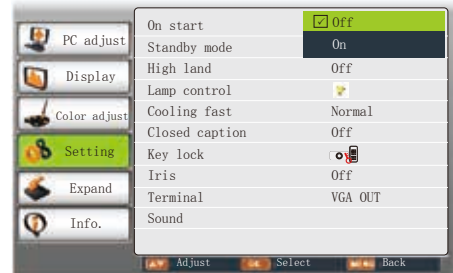 PC adjust
Display
Color adjust
Setting
Expand
Info.
On start
Off
Standby mode
On
High land Off
Lamp control
Cooling fast Normal
Closed caption Off
Key lock
Iris Off
Terminal VGA OUT
Sound
Adjust Select Back